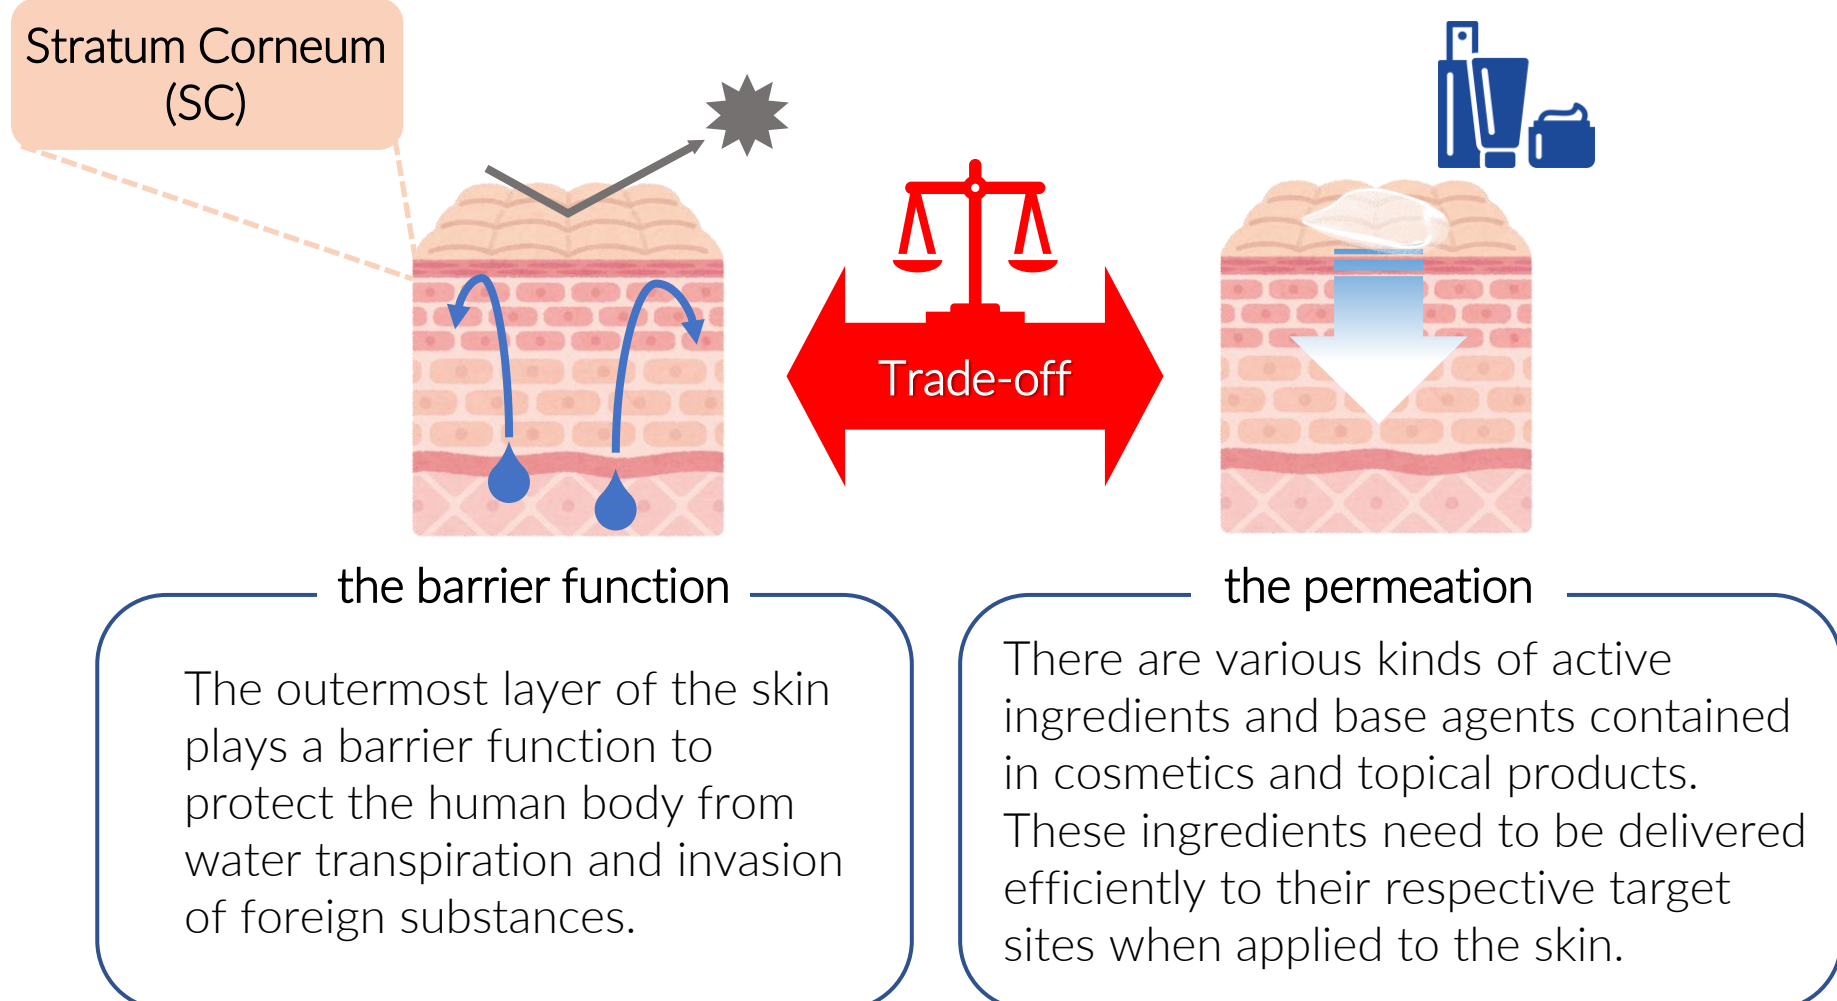 Stratum Corneum
(SC)
Trade-off
the barrier function
The outermost layer of the skin
plays a barrier function to
protect the human body from
water transpiration and invasion
of foreign substances.
the permeation
There are various kinds of active
ingredients and base agents contained
in cosmetics and topical products.
These ingredients need to be delivered
efficiently to their respective target
sites when applied to the skin.